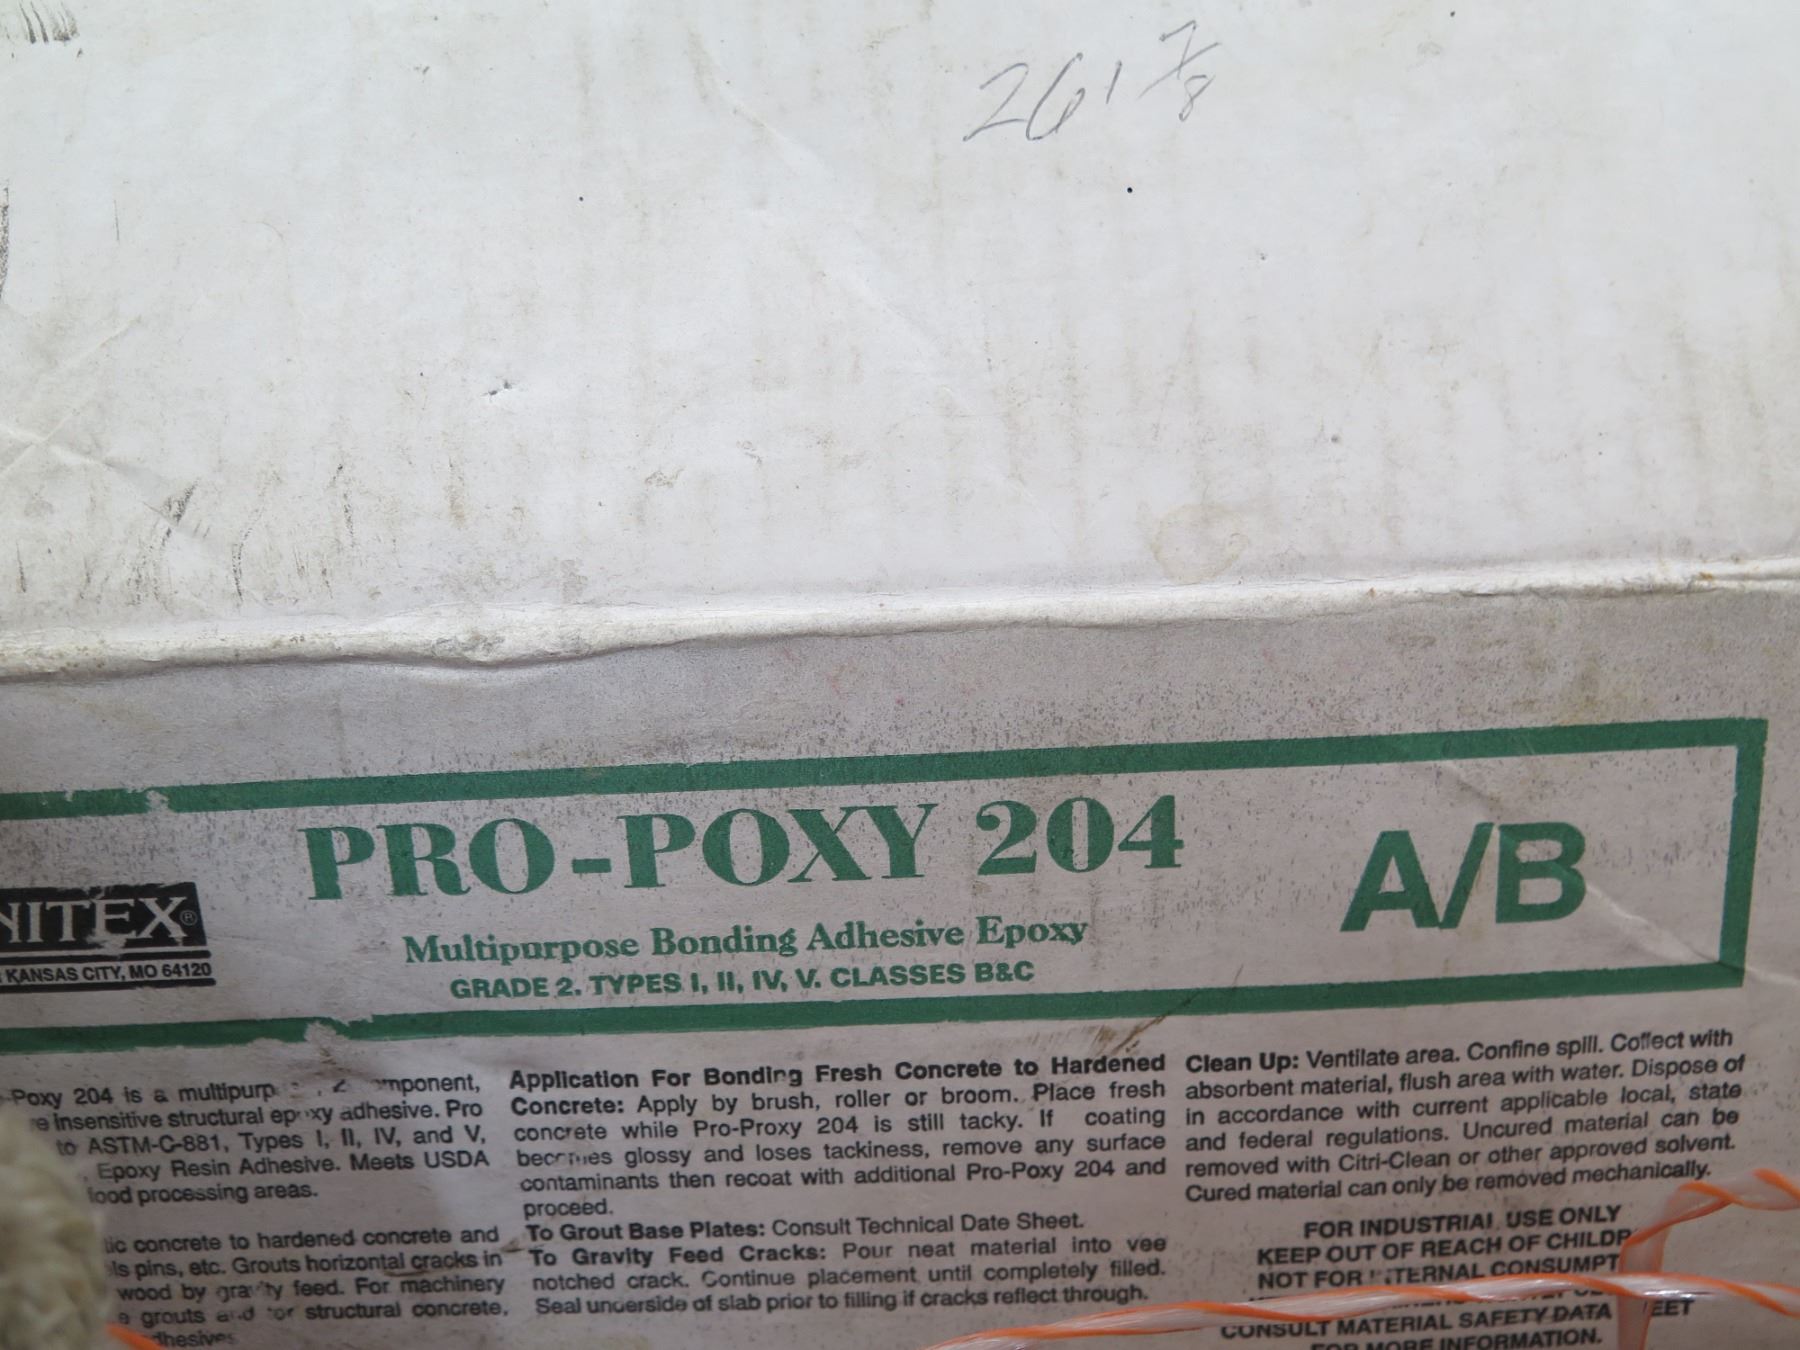 261 7/8
PRO-POXY 204
A/B
NITEX®
KANSAS CITY, MO 64120
Multipurpose Bonding Adhesive Epoxy
GRADE 2. TYPES I, II, IV, V. CLASSES B&C
-Poxy 204 is a
insensitive structural adhesive. Pro
to ASTM-C-881, Types I, II, IV, and V,
Epoxy Resin Adhesive. Meets USDA
food processing areas.
concrete to hardened concrete and
pins, etc. Grouts horizontal cracks in
wood by feed. For machinery
grouts structural concrete,
Application For Bonding Fresh Concrete to Hardened
Concrete: Apply by brush, roller or broom. Place fresh
concrete while Pro-Proxy 204 is still tacky. If coating
becomes glossy and loses tackiness, remove any surface
contaminants then recoat with additional Pro-Poxy 204 and
proceed.
To Grout Base Plates: Consult Technical Date Sheet.
To Gravity Feed Cracks: Pour neat material into vee
notched crack. Continue placement until completely filled.
Seal underside of slab prior to filling if cracks reflect through.
Clean Up: Ventilate area. Confine spill. Collect with
absorbent material, flush area with water. Dispose of
in accordance with current applicable local, state
and federal regulations. Uncured material can be
removed with Citri-Clean or other approved solvent.
Cured material can only be removed mechanically.
FOR INDUSTRIAL USE ONLY
KEEP OUT OF REACH OF
NOT FOR
CONSULT MATERIAL SAFETY DATA
FOR MORE INFORMATION.